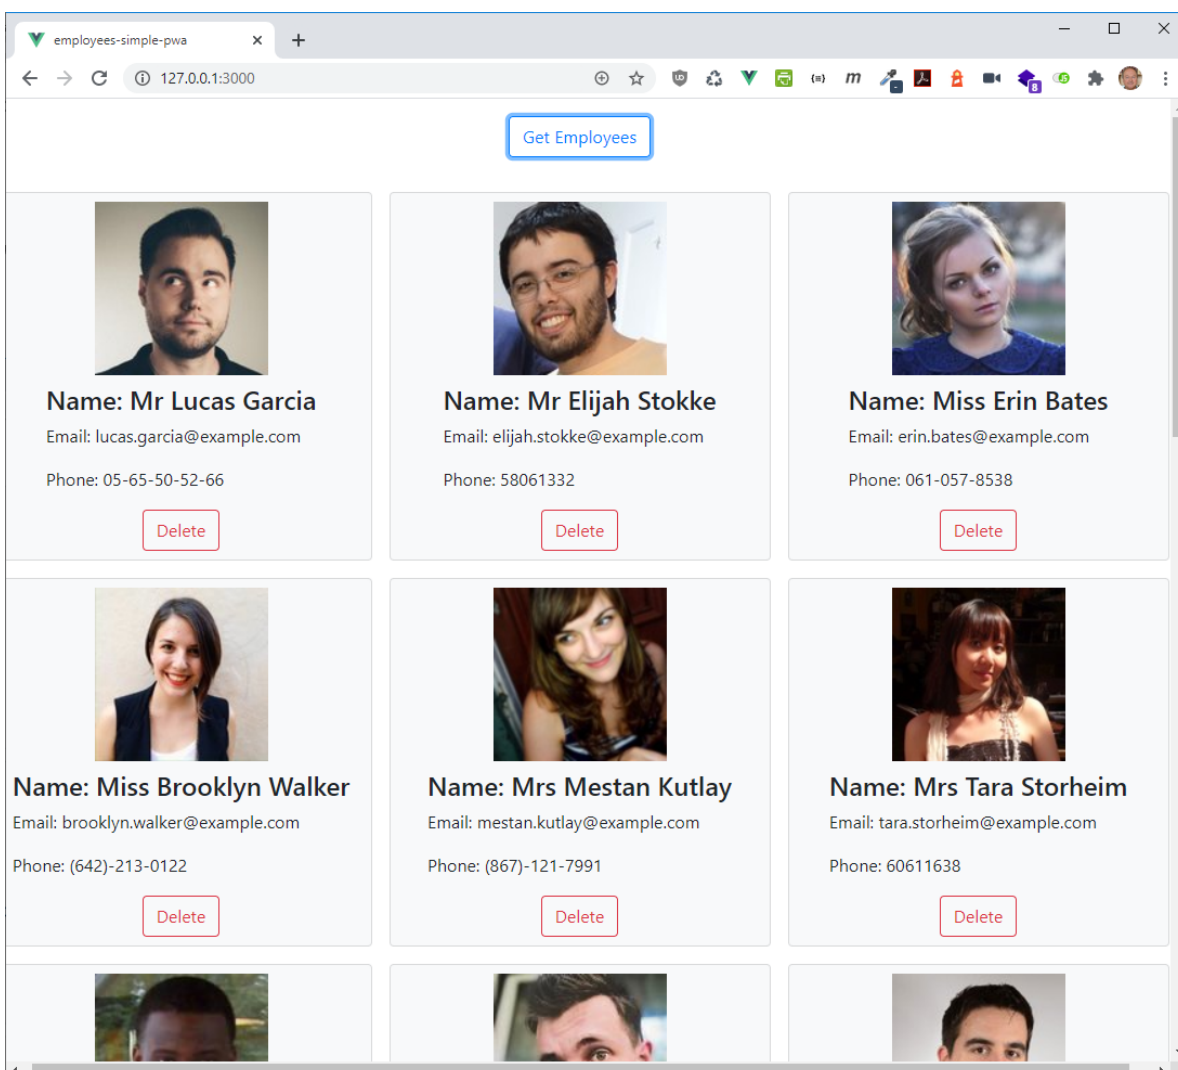 employees-simple-pwa
127.0.0.1:3000
{=} m 8 JS
Get Employees
Name: Mr Lucas Garcia
Email: lucas.garcia@example.com
Phone: 05-65-50-52-66
Delete
Name: Mr Elijah Stokke
Email: elijah.stokke@example.com
Phone: 58061332
Delete
Name: Miss Erin Bates
Email: erin.bates@example.com
Phone: 061-057-8538
Delete
Name: Miss Brooklyn Walker
Email: brooklyn.walker@example.com
Phone: (642)-213-0122
Delete
Name: Mrs Mestan Kutlay
Email: mestan.kutlay@example.com
Phone: (867)-121-7991
Delete
Name: Mrs Tara Storheim
Email: tara.storheim@example.com
Phone: 60611638
Delete